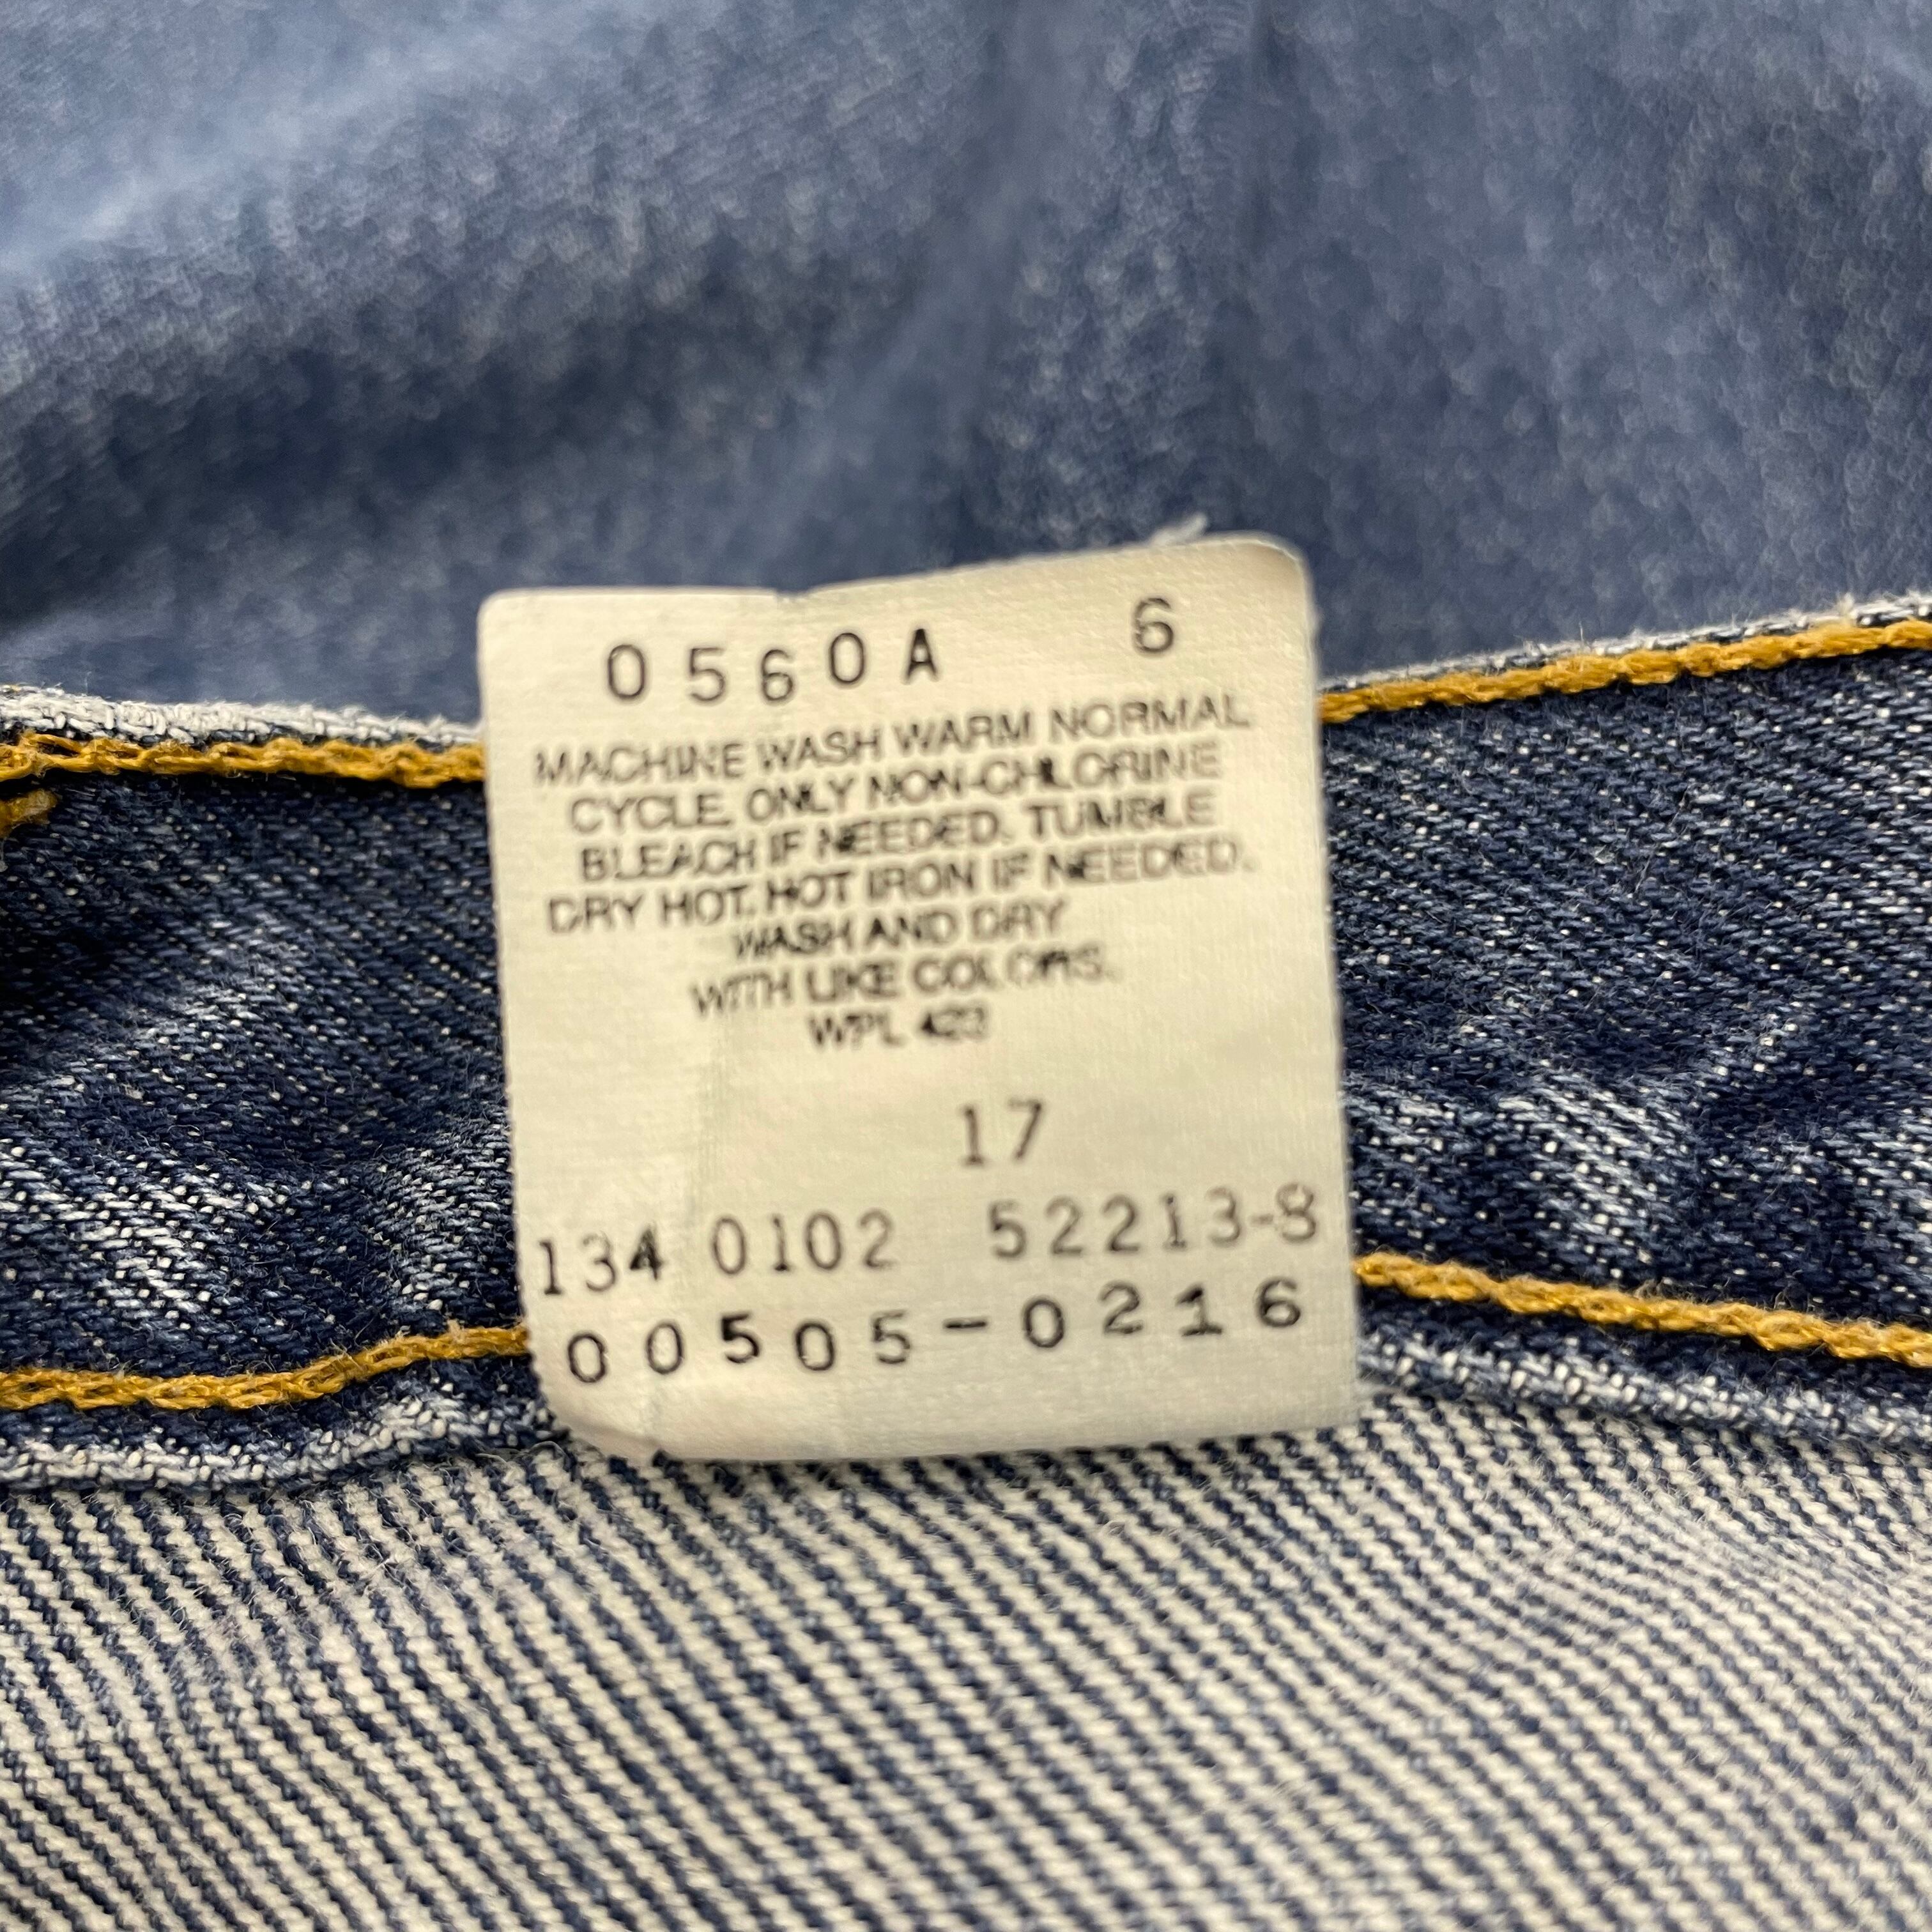 0560A 6
MACHINE WASH WARM NORMAL
CYCLE. ONLY NON-CHLORINE
BLEACH IF NEEDED. TUMBLE
DRY HOT. HOT IRON IF NEEDED.
WASH AND DRY
WITH LIKE COLORS.
WPL 423
17
134 0102 52213-8
00505-0216